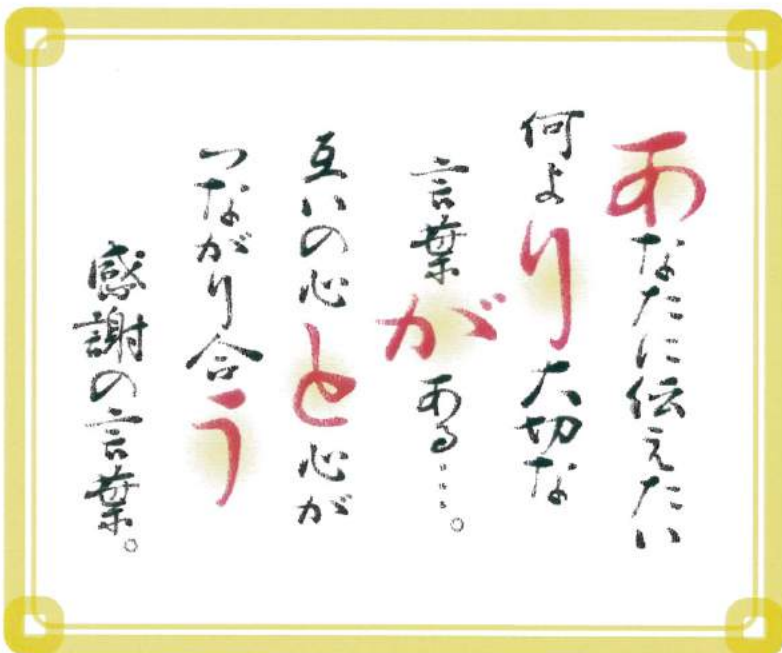 あなたに伝えたい
何より大切な
言葉がある…。
互いの心と心が
つながり合う
感謝の言葉。